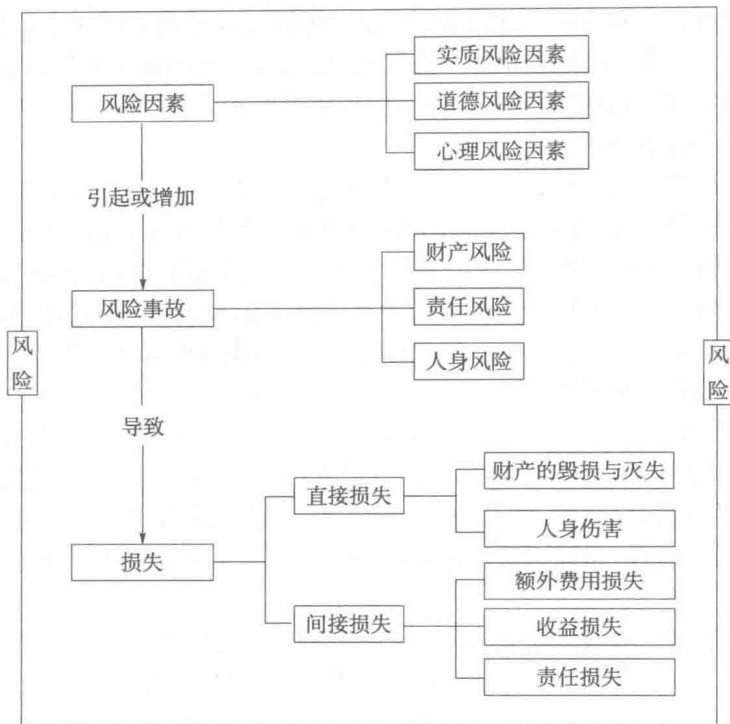 实质风险因素
风险因素
道德风险因素
心理风险因素
引起或增加
财产风险
风险事故
责任风险
人身风险
风险
风险
导致
财产的毁损与灭失
直接损失
人身伤害
损失
额外费用损失
间接损失
收益损失
责任损失